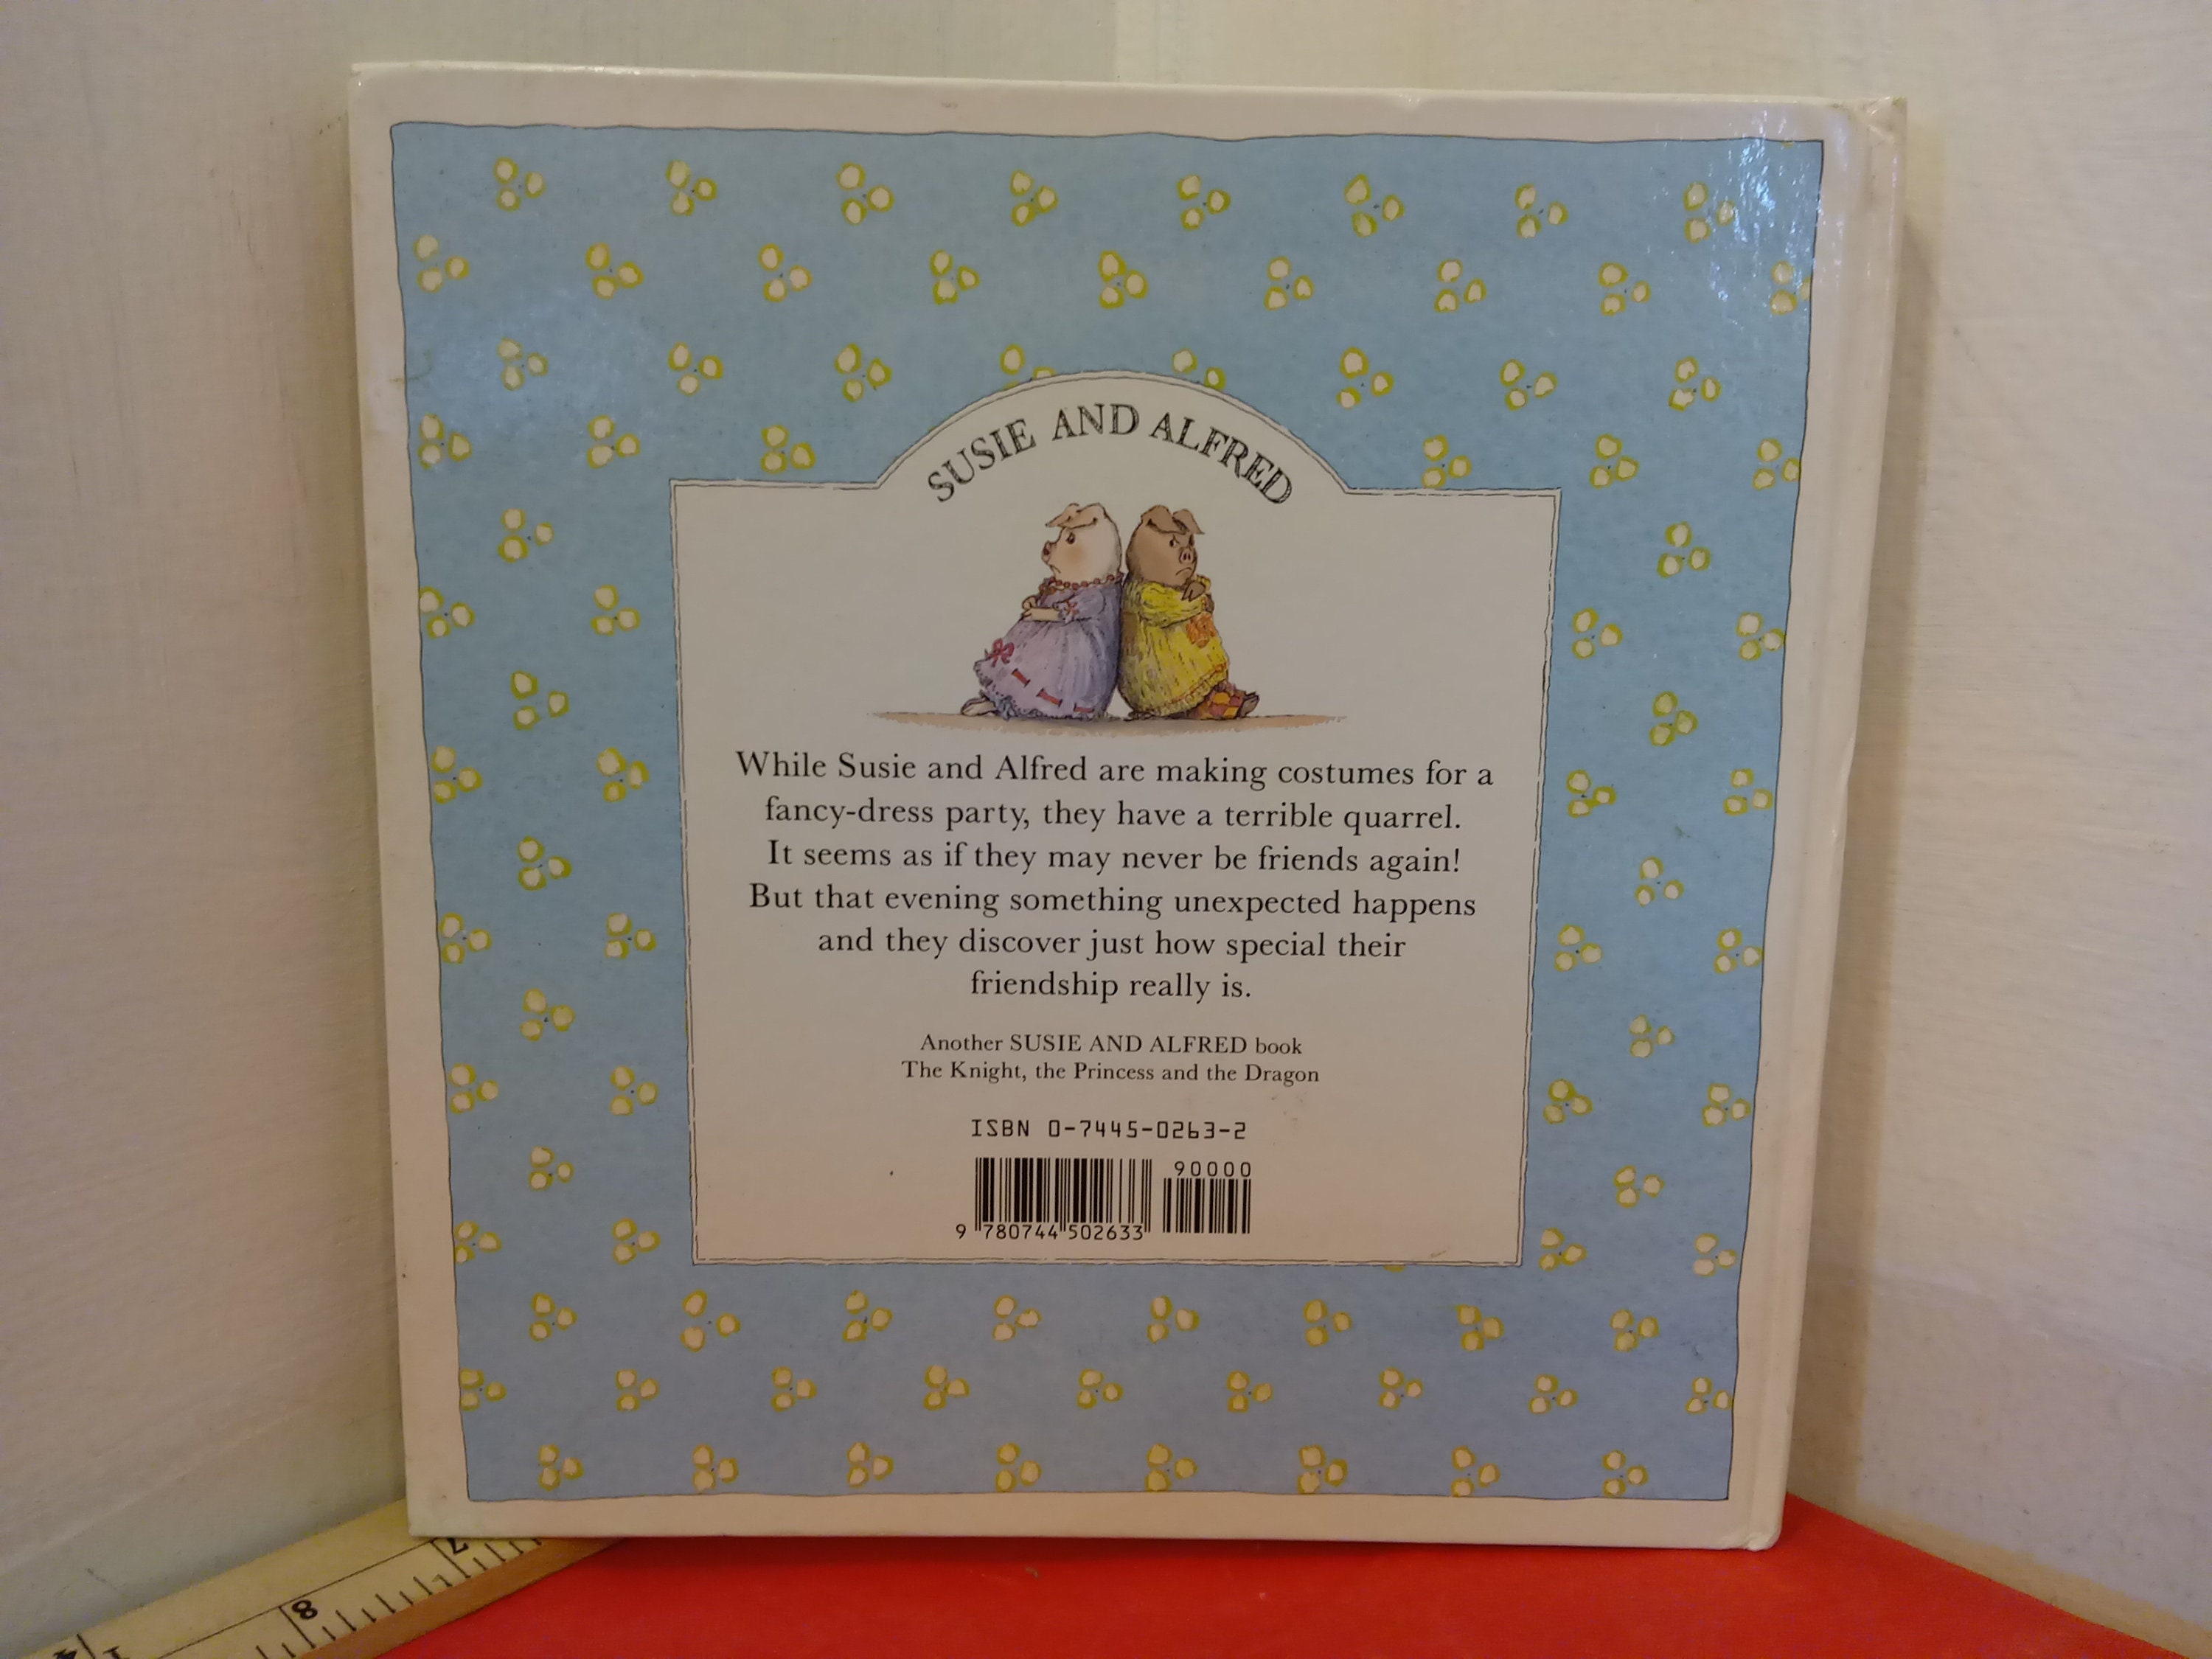 SUSIE AND ALFRED
While Susie and Alfred are making costumes for a
fancy-dress party, they have a terrible quarrel.
It seems as if they may never be friends again!
But that evening something unexpected happens
and they discover just how special their
friendship really is.
Another SUSIE AND ALFRED book
The Knight, the Princess and the Dragon
ISBN 0-7445-0263-2
90000
9 780744 502633
7
8